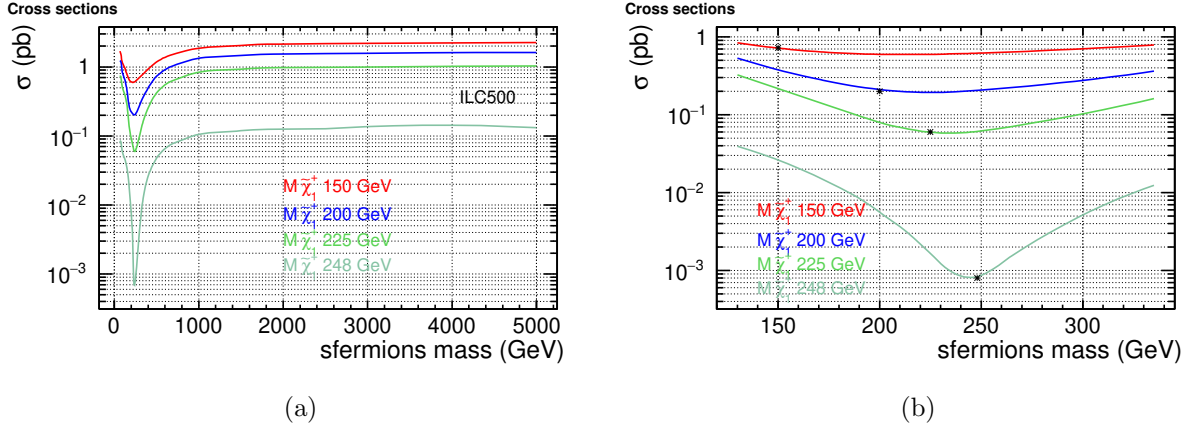 Cross sections
σ (pb)
1
10⁻¹
10⁻²
10⁻³
ILC500
M χ̃₁⁺ 150 GeV
M χ̃₁⁺ 200 GeV
M χ̃₁⁺ 225 GeV
M χ̃₁⁺ 248 GeV
0 1000 2000 3000 4000 5000
sfermions mass (GeV)
(a)
Cross sections
σ (pb)
1
10⁻¹
10⁻²
10⁻³
M χ̃₁⁺ 150 GeV
M χ̃₁⁺ 200 GeV
M χ̃₁⁺ 225 GeV
M χ̃₁⁺ 248 GeV
150 200 250 300
sfermions mass (GeV)
(b)